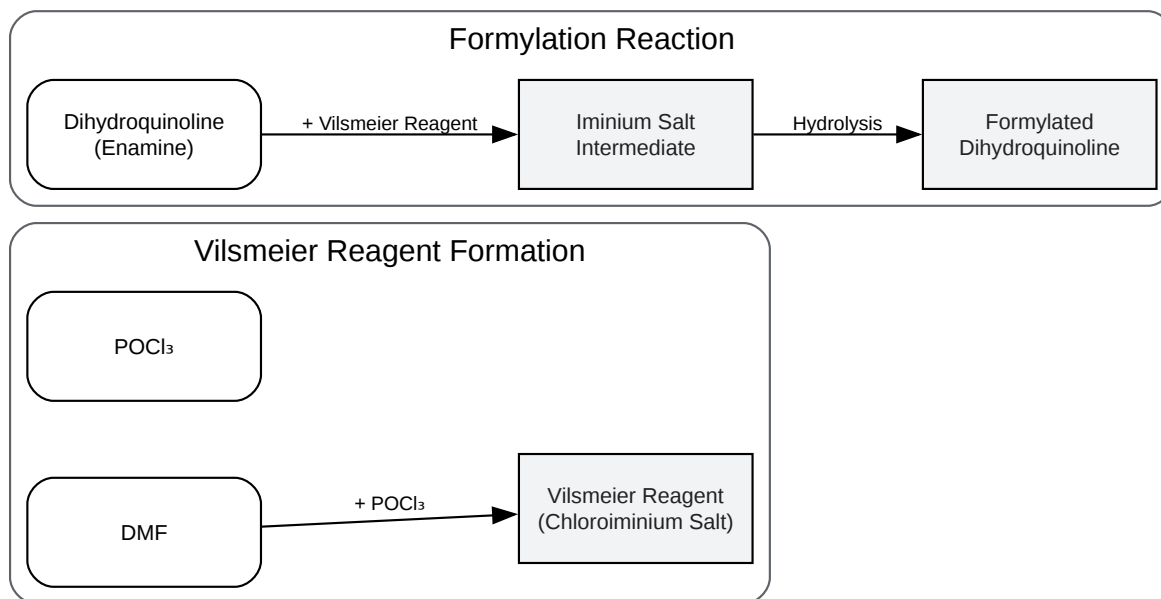 Formylation Reaction
Dihydroquinoline
(Enamine)
+ Vilsmeier Reagent
Iminium Salt
Intermediate
Hydrolysis
Formylated
Dihydroquinoline
Vilsmeier Reagent Formation
POCl₃
DMF
+ POCl₃
Vilsmeier Reagent
(Chloroiminium Salt)